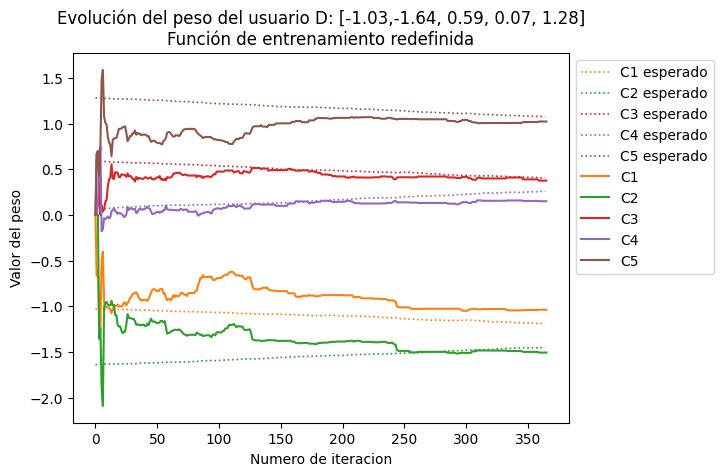 Evolución del peso del usuario D: [-1.03,-1.64, 0.59, 0.07, 1.28]
Función de entrenamiento redefinida
Valor del peso
1.5
1.0
0.5
0.0
−0.5
−1.0
−1.5
−2.0
0
50
100
150
200
250
300
350
Numero de iteracion
C1 esperado
C2 esperado
C3 esperado
C4 esperado
C5 esperado
C1
C2
C3
C4
C5